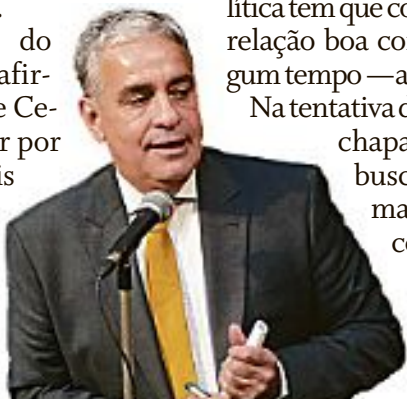 do
afir-
e Ce-
r por
is
lítica tem que co
relação boa co
gum tempo — a
Na tentativa d
chapa
busc
ma
co